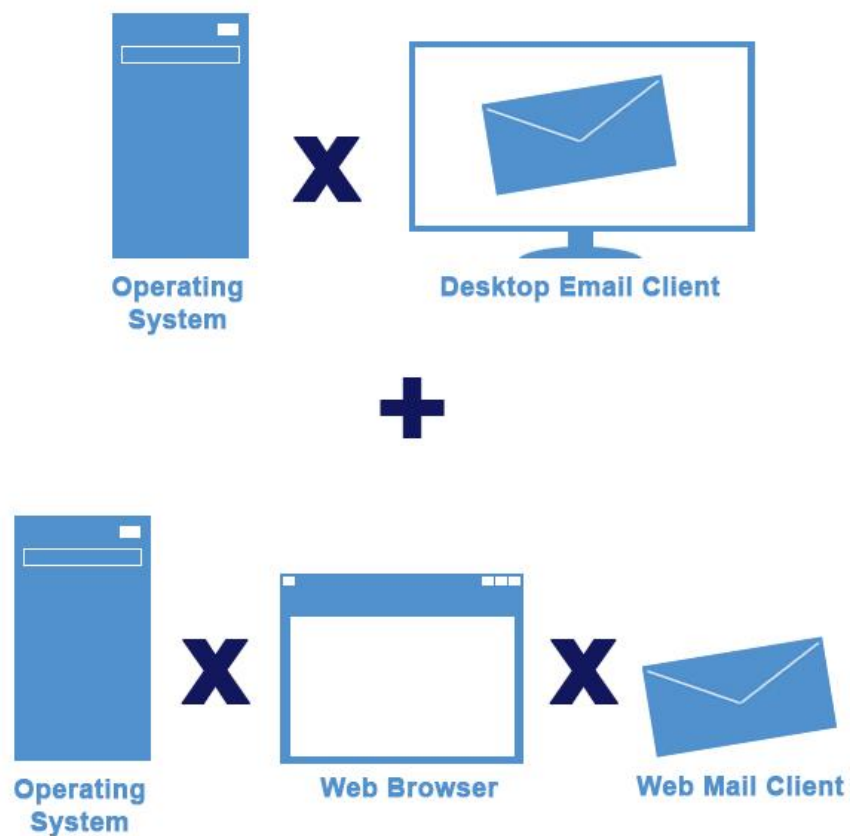 X
Operating
System
Desktop Email Client
+
X
X
Operating
System
Web Browser
Web Mail Client